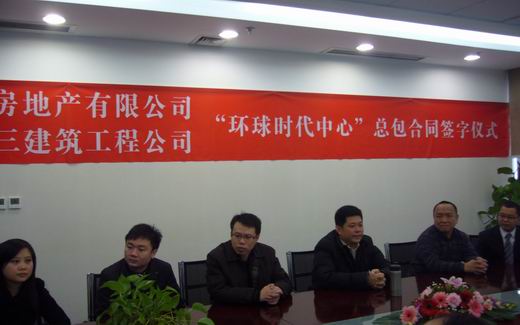 房地产有限公司
三建筑工程公司
“环球时代中心”总包合同签字仪式